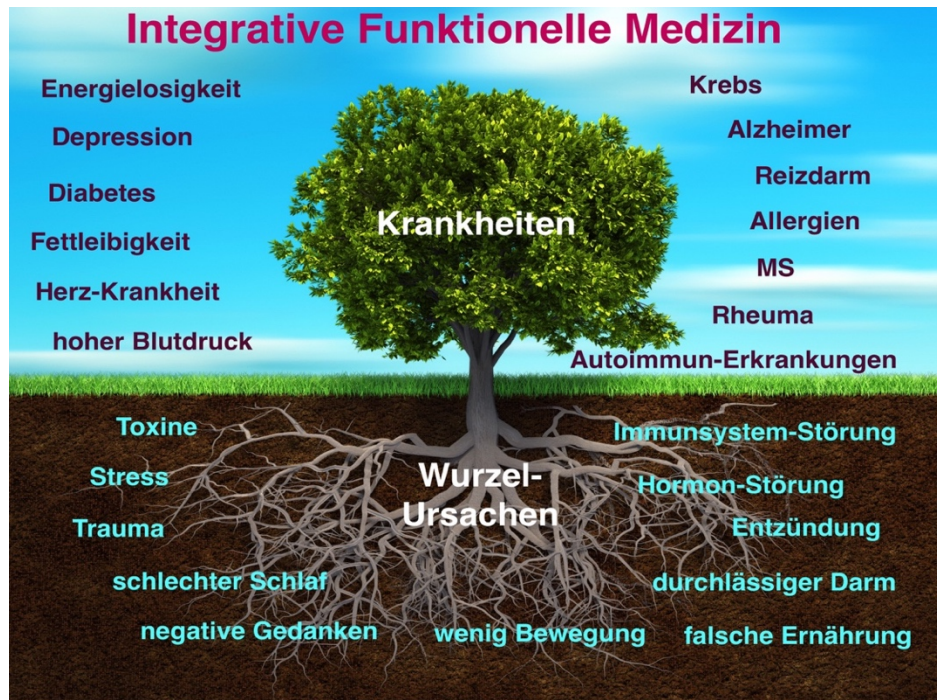 Integrative Funktionelle Medizin
Energielosigkeit
Depression
Diabetes
Fettleibigkeit
Herz-Krankheit
hoher Blutdruck
Krankheiten
Krebs
Alzheimer
Reizdarm
Allergien
MS
Rheuma
Autoimmun-Erkrankungen
Toxine
Stress
Trauma
schlechter Schlaf
negative Gedanken
Wurzel-
Ursachen
wenig Bewegung
Immunsystem-Störung
Hormon-Störung
Entzündung
durchlässiger Darm
falsche Ernährung